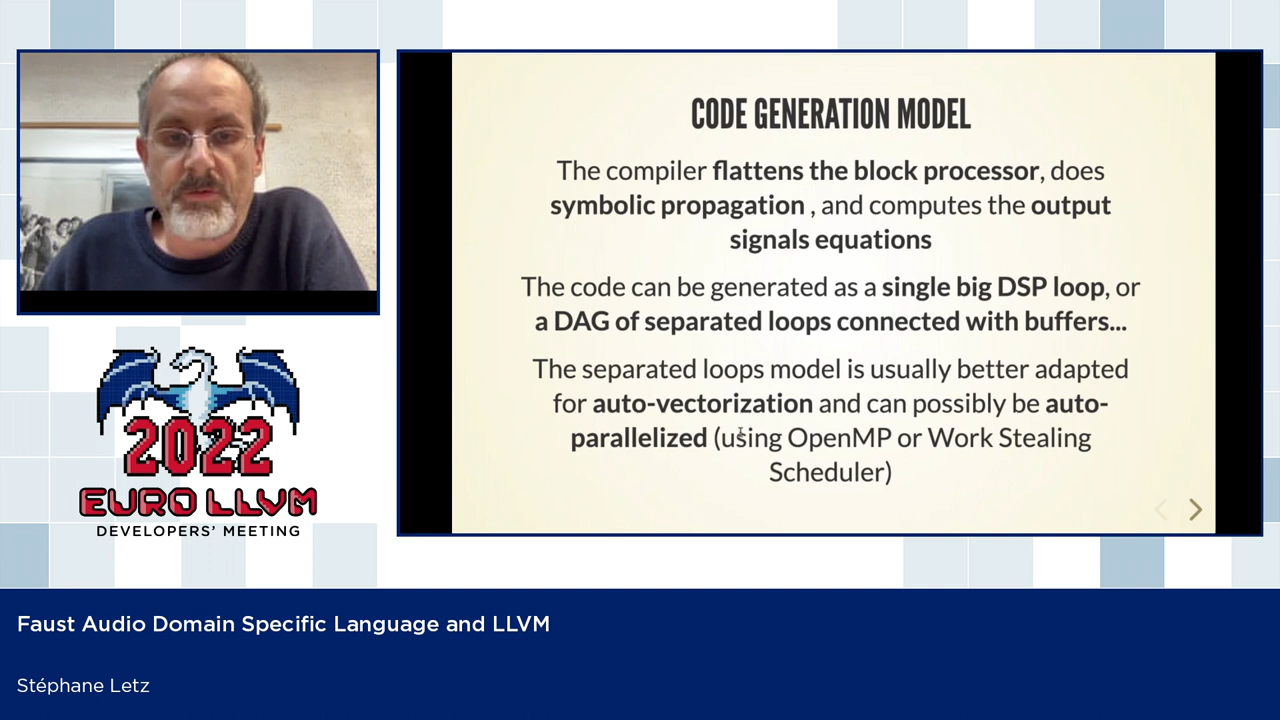 CODE GENERATION MODEL
The compiler flattens the block processor, does
symbolic propagation , and computes the output
signals equations
The code can be generated as a single big DSP loop, or
a DAG of separated loops connected with buffers...
The separated loops model is usually better adapted
for auto-vectorization and can possibly be auto-
parallelized (using OpenMP or Work Stealing
Scheduler)
2022
EURO LLVM
DEVELOPERS' MEETING
Faust Audio Domain Specific Language and LLVM
Stéphane Letz